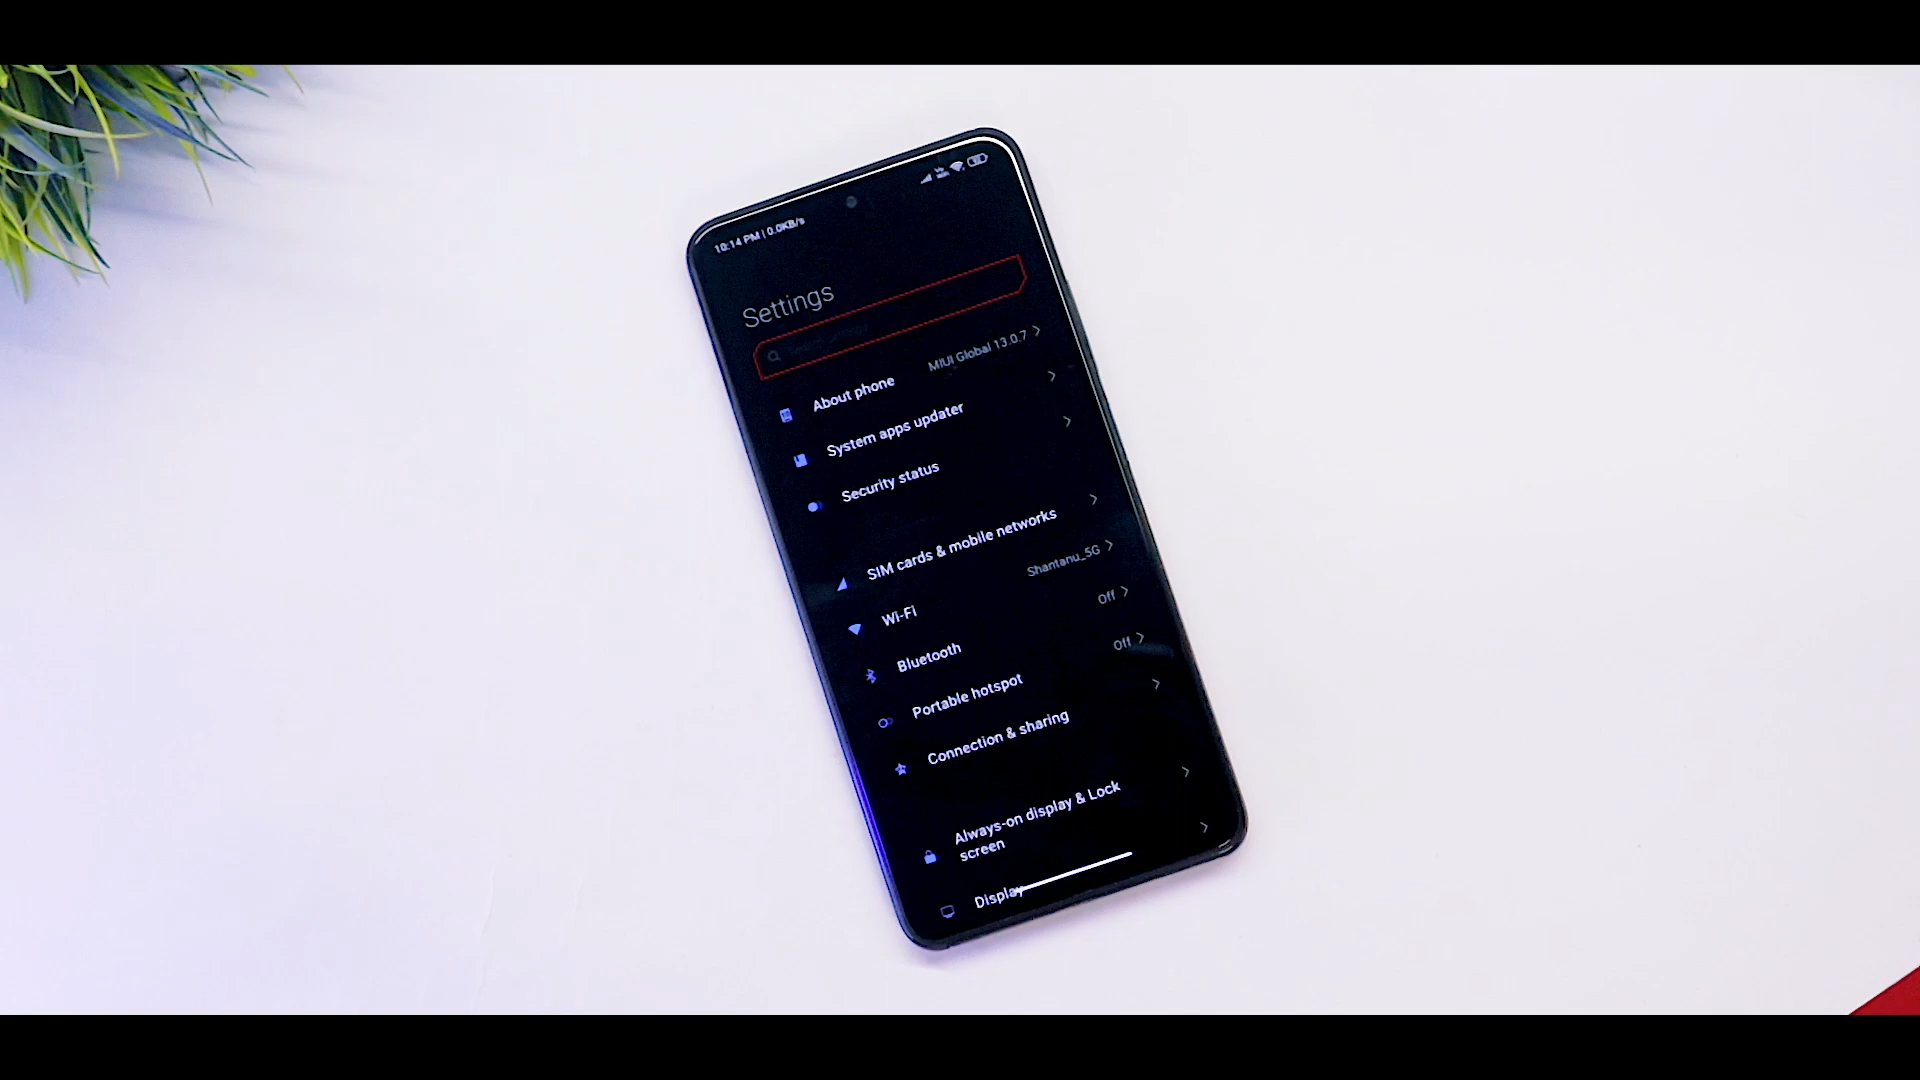 10:14 PM | 0.0KB/s
Settings
About phone MIUI Global 13.0.7
System apps updater
Security status
SIM cards & mobile networks
Wi-Fi Shantanu_5G
Bluetooth Off
Portable hotspot Off
Connection & sharing
Always-on display & Lock
screen
Display